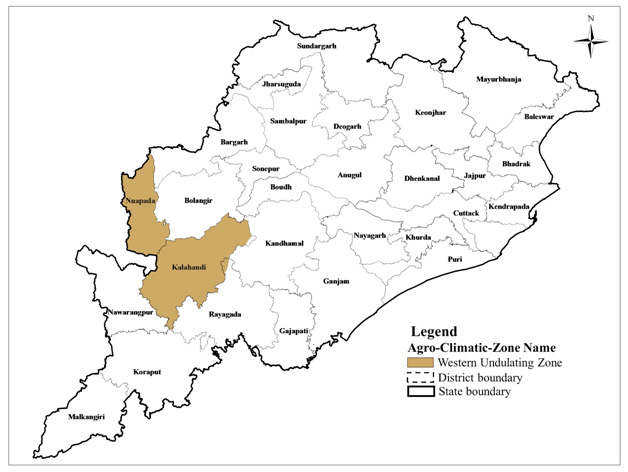 N
Sundargarh
Jharsuguda
Mayurbhanja
Sambalpur
Keonjhar
Baleswar
Deogarh
Bargarh
Bhadrak
Sonepur
Anugul
Dhenkanal
Jajpur
Boudh
Nuapada
Bolangir
Kendrapada
Cuttack
Nayagarh
Khurda
Kandhamal
Puri
Kalahandi
Ganjam
Nawarangpur
Rayagada
Gajapati
Koraput
Malkangiri
Legend
Agro-Climatic-Zone Name
Western Undulating Zone
District boundary
State boundary